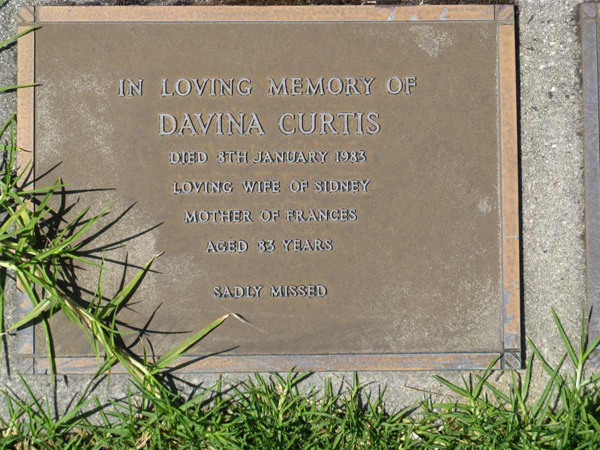 IN LOVING MEMORY OF
DAVINA CURTIS
DIED 8TH JANUARY 1983
LOVING WIFE OF SIDNEY
MOTHER OF FRANCES
AGED 83 YEARS
SADLY MISSED